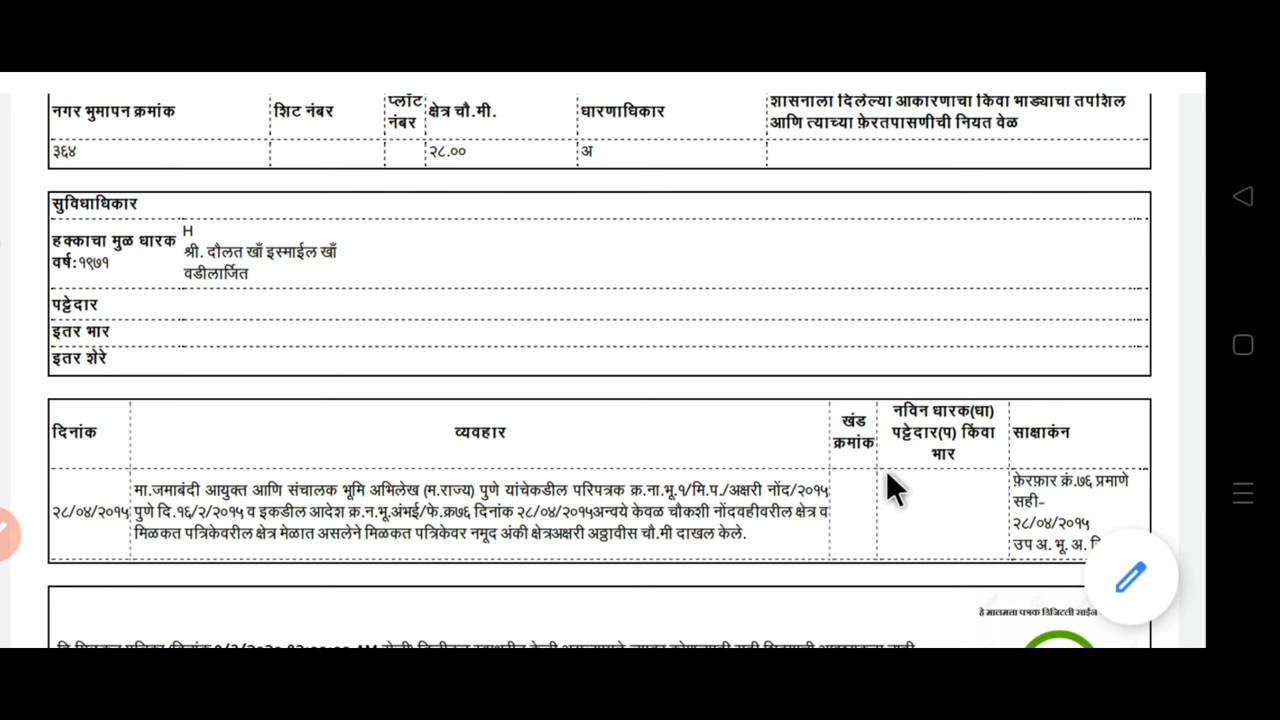 नगर भुमापन क्रमांक
शिट नंबर
प्लॉट
नंबर
क्षेत्र चौ.मी.
धारणाधिकार
शासनाला दिलेल्या आकारणीचा किंवा भाड्याचा तपशिल
आणि त्याच्या फ़ेरतपासणीची नियत वेळ
३६४
२८.००
अ
सुविधाधिकार
हक्काचा मुळ धारक
वर्ष:१९७१
H
श्री. दौलत खाँ इस्माईल खाँ
वडीलार्जित
पट्टेदार
इतर भार
इतर शेरे
दिनांक
व्यवहार
खंड
क्रमांक
नविन धारक(धा)
पट्टेदार(प) किंवा
भार
साक्षाकंन
२८/०४/२०१५
मा.जमाबंदी आयुक्त आणि संचालक भूमि अभिलेख (म.राज्य) पुणे यांचेकडील परिपत्रक क्र.ना.भू.१/मि.प./अक्षरी नोंद/२०१५
पुणे दि.१६/२/२०१५ व इकडील आदेश क्र.न.भू.अंभई/फे.क्र७६ दिनांक २८/०४/२०१५अन्वये केवळ चौकशी नोंदवहीवरील क्षेत्र व
मिळकत पत्रिकेवरील क्षेत्र मेळात असलेने मिळकत पत्रिकेवर नमूद अंकी क्षेत्रअक्षरी अठ्ठावीस चौ.मी दाखल केले.
फ़ेरफ़ार क्रं.७६ प्रमाणे
सही-
२८/०४/२०१५
उप अ. भू. अ.
हे मालमत्ता पत्रक डिजिटली साईन